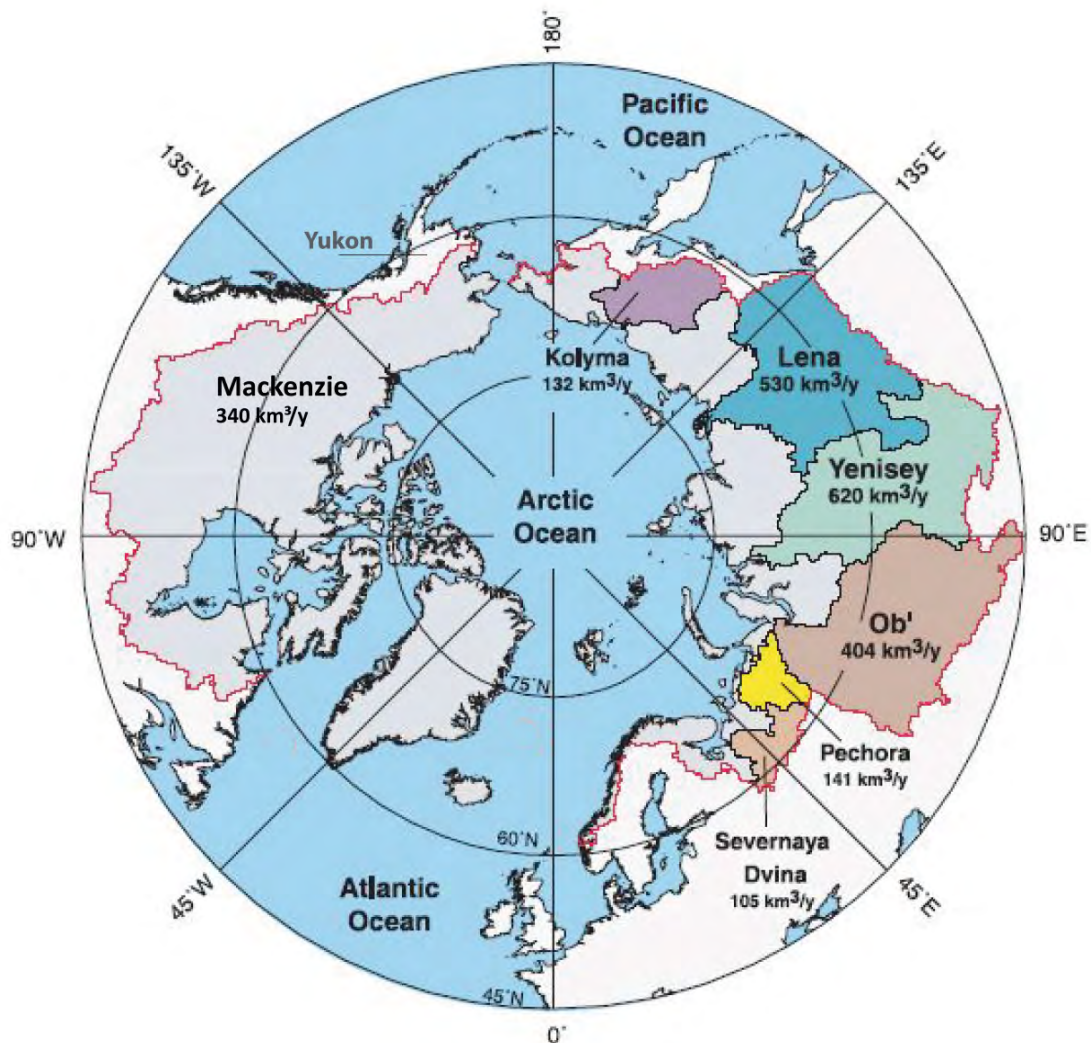 180°
Pacific
Ocean
135°W
135°E
Yukon
Kolyma
132 km³/y
Lena
530 km³/y
Mackenzie
340 km³/y
Yenisey
620 km³/y
Arctic
Ocean
90°W
90°E
Ob'
404 km³/y
75°N
Pechora
141 km³/y
60°N
Severnaya
Dvina
105 km³/y
Atlantic
Ocean
45°W
45°E
45°N
0°